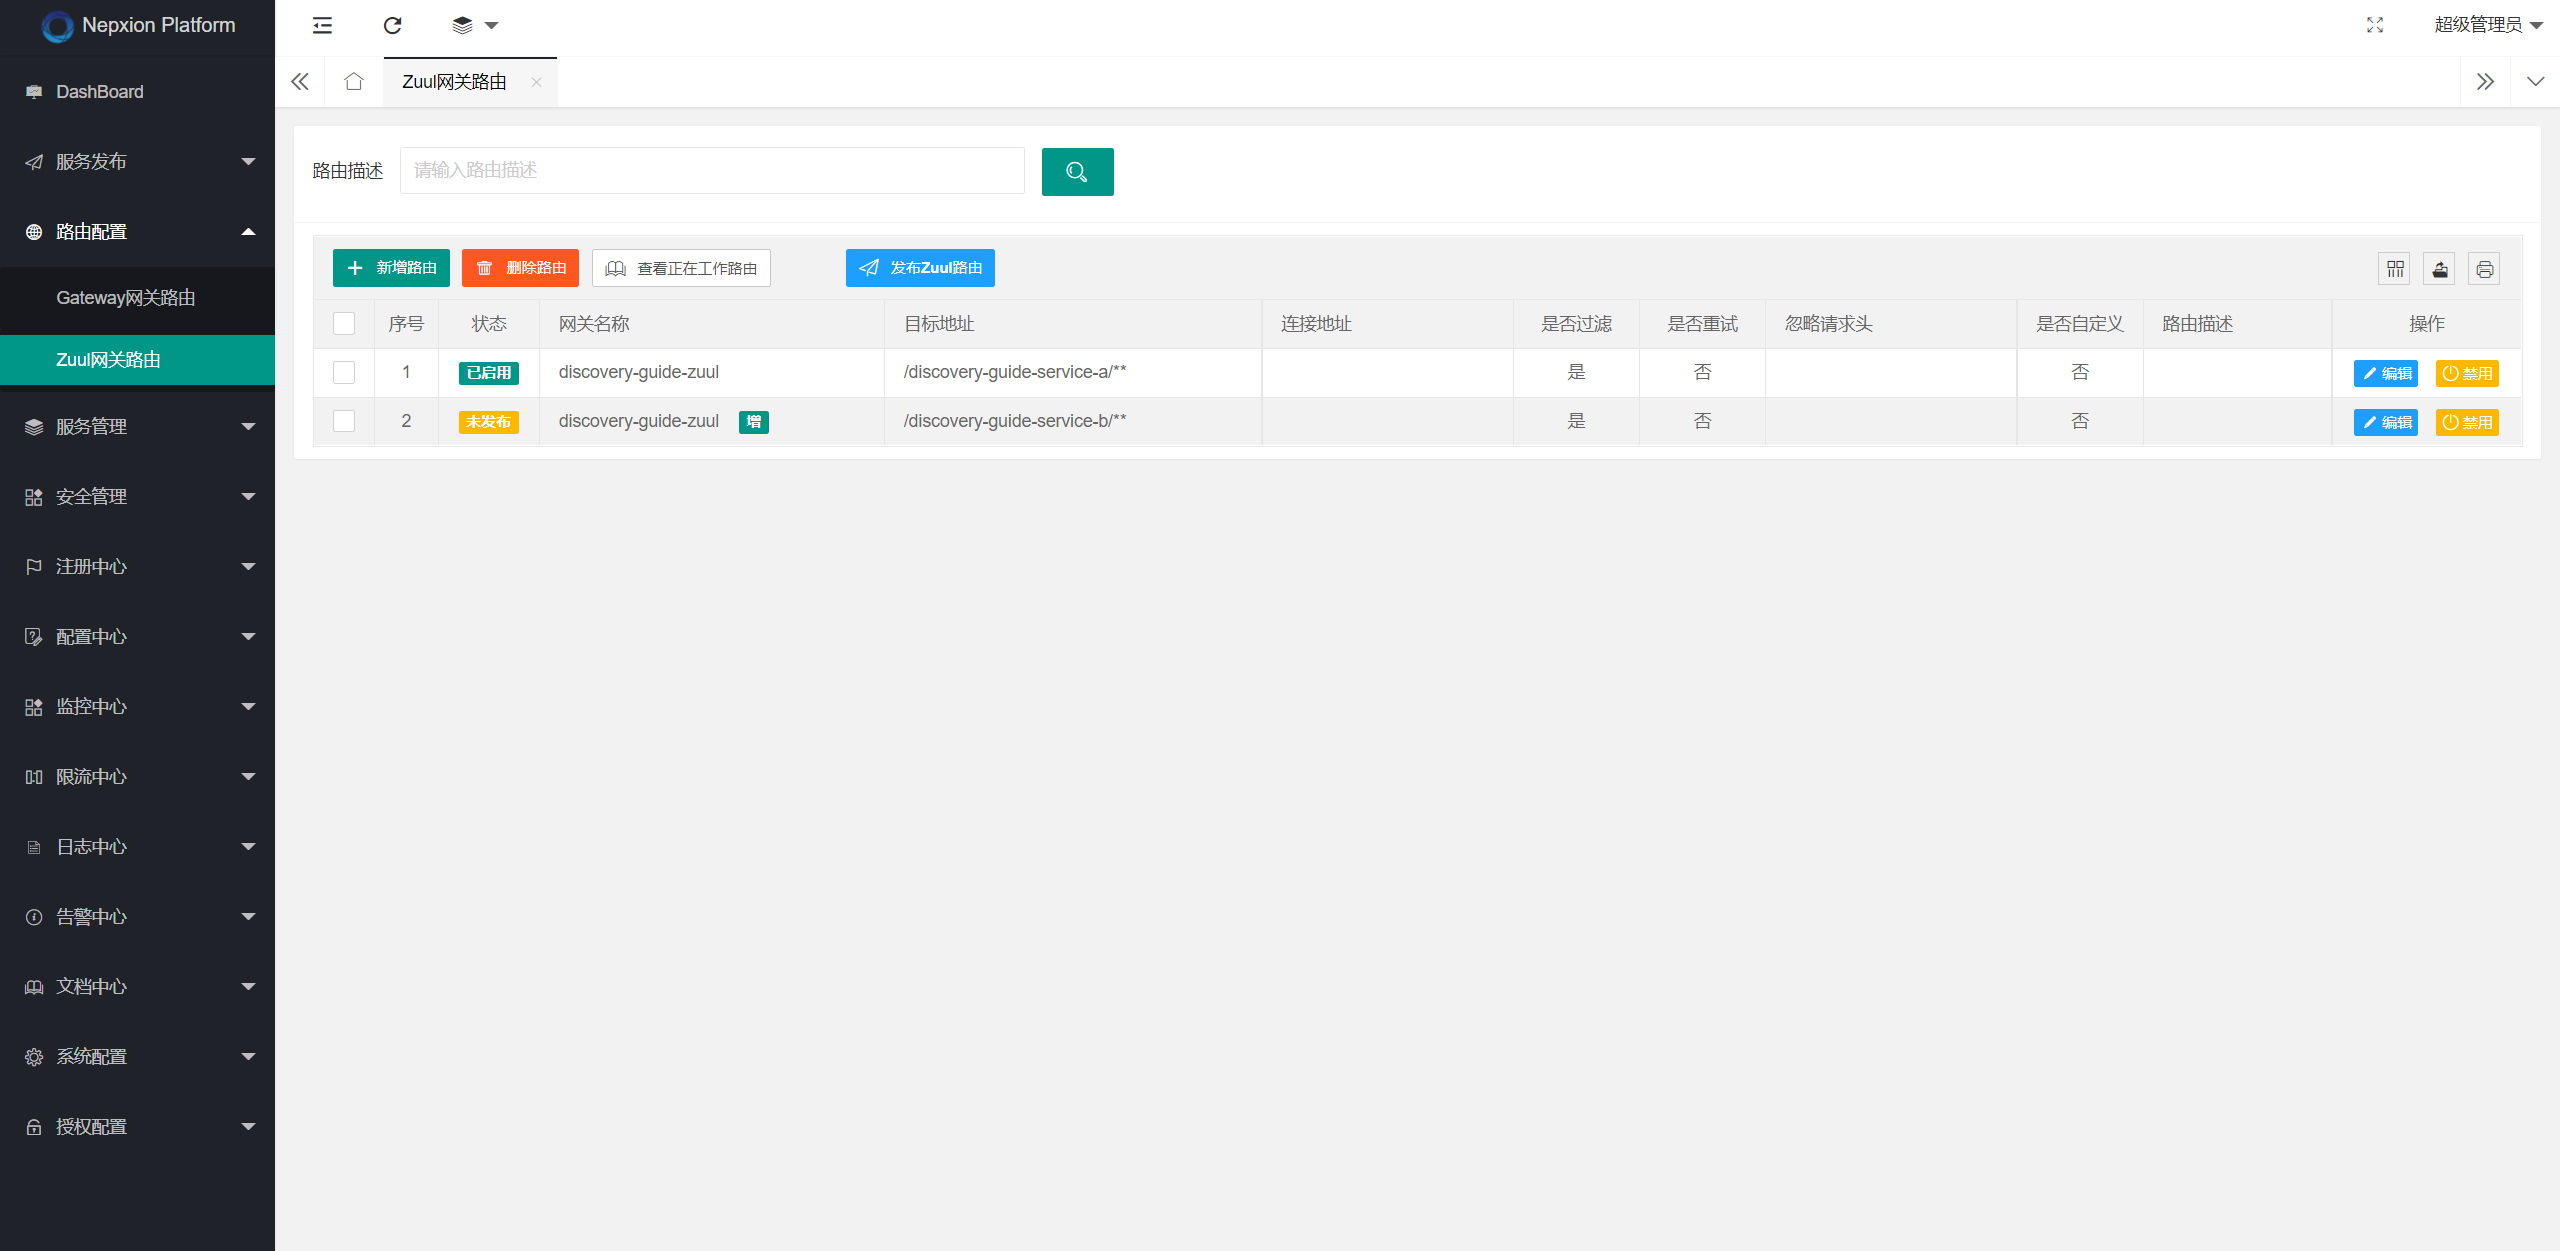 Nepxion Platform
超级管理员
Zuul网关路由
DashBoard
服务发布
路由配置
Gateway网关路由
Zuul网关路由
服务管理
安全管理
注册中心
配置中心
监控中心
限流中心
日志中心
告警中心
文档中心
系统配置
授权配置
路由描述 请输入路由描述
新增路由 删除路由 查看正在工作路由 发布Zuul路由
序号 状态 网关名称 目标地址 连接地址 是否过滤 是否重试 忽略请求头 是否自定义 路由描述 操作
1 已启用 discovery-guide-zuul /discovery-guide-service-a/** 是 否 否 编辑 禁用
2 未发布 discovery-guide-zuul 增 /discovery-guide-service-b/** 是 否 否 编辑 禁用